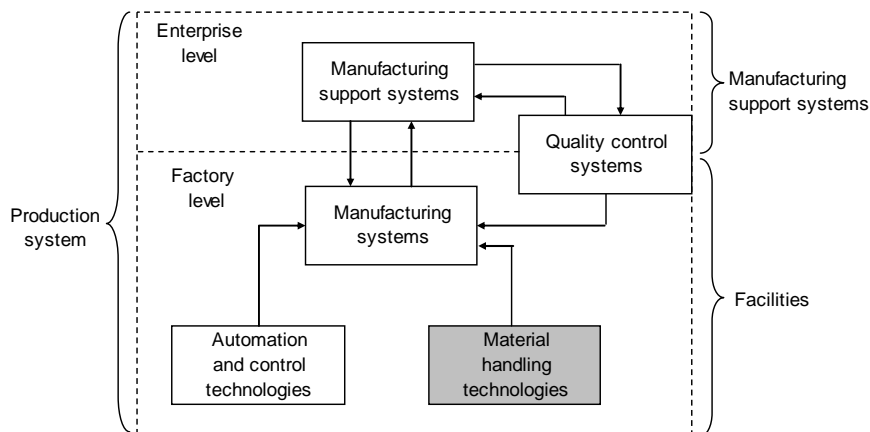 Enterprise
level
Manufacturing
support systems
Manufacturing
support systems
Quality control
systems
Factory
level
Production
system
Manufacturing
systems
Facilities
Automation
and control
technologies
Material
handling
technologies